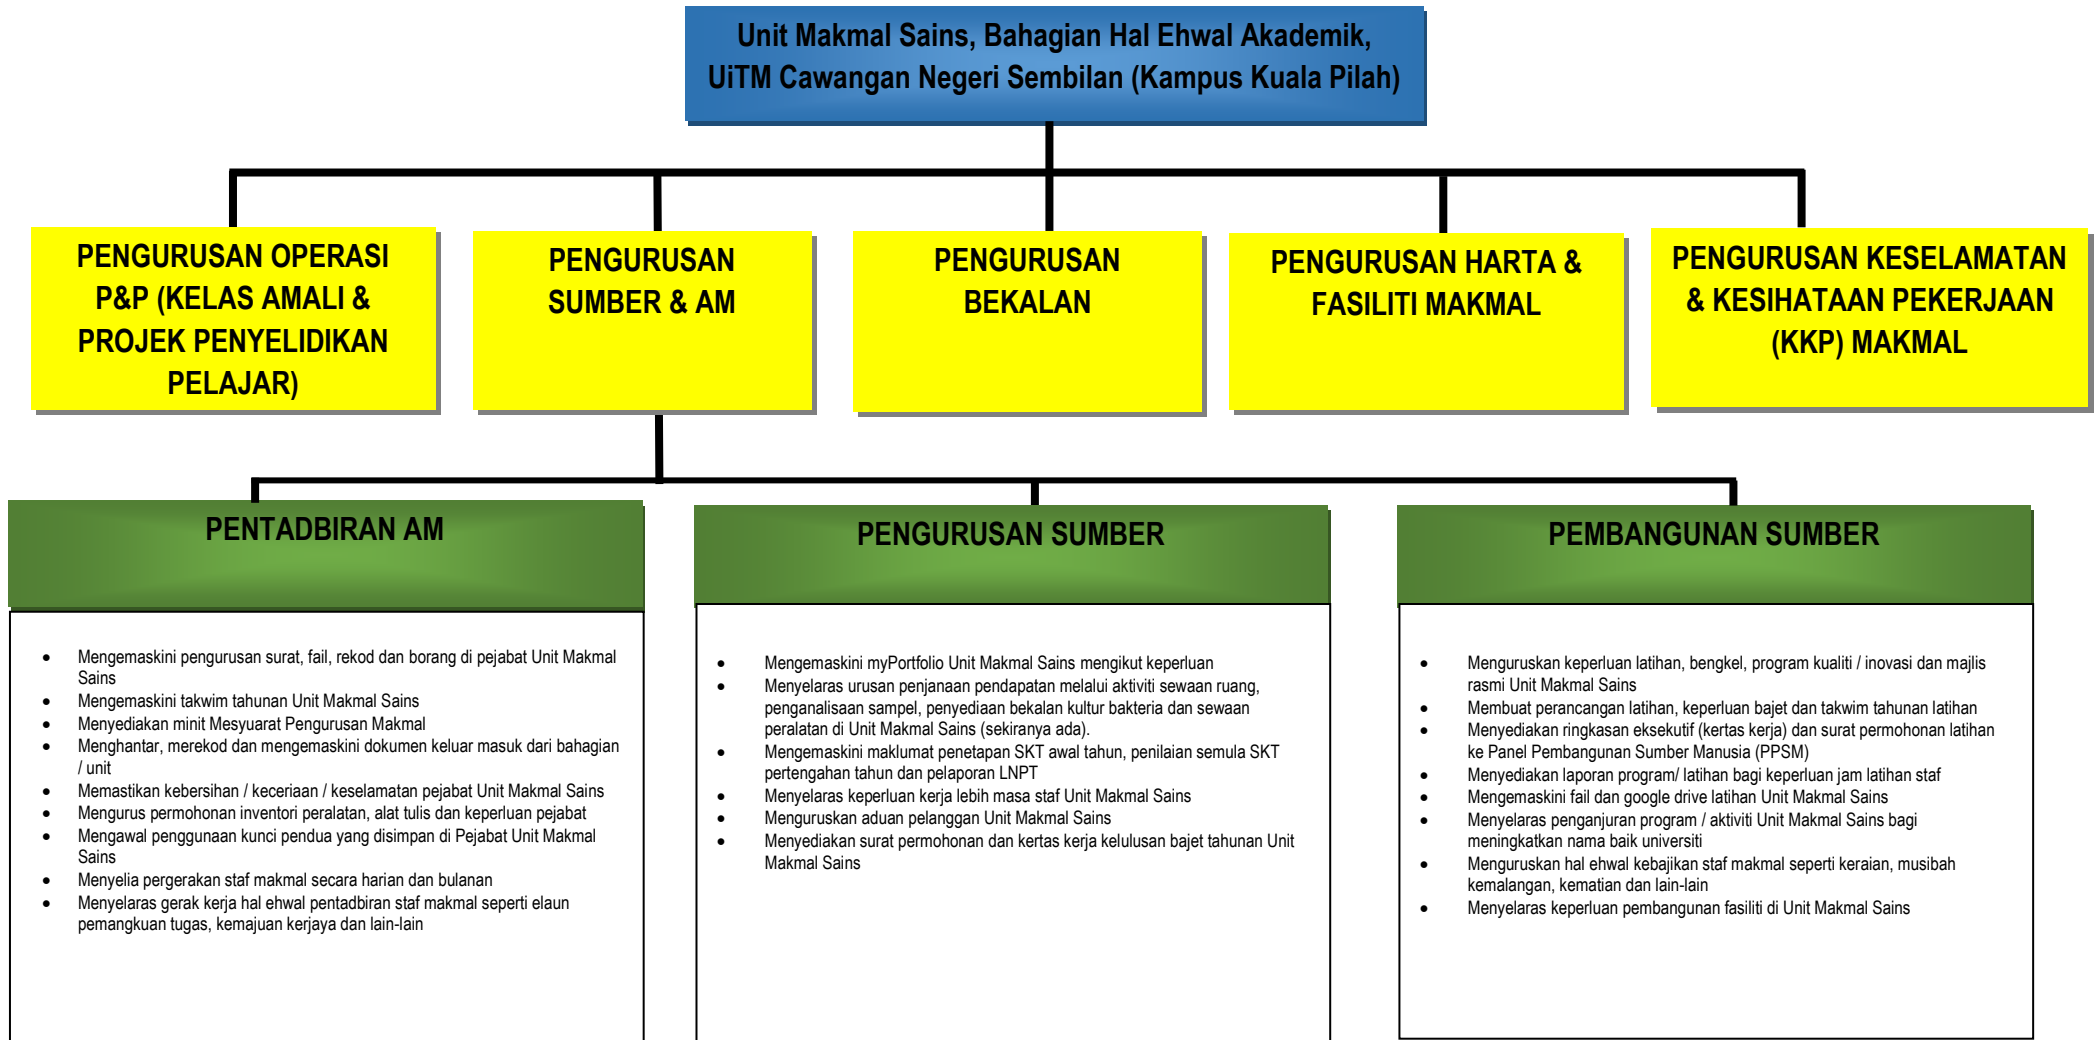 Unit Makmal Sains, Bahagian Hal Ehwal Akademik,
UiTM Cawangan Negeri Sembilan (Kampus Kuala Pilah)
PENGURUSAN OPERASI
P&P (KELAS AMALI &
PROJEK PENYELIDIKAN
PELAJAR)
PENGURUSAN
SUMBER & AM
PENGURUSAN
BEKALAN
PENGURUSAN HARTA &
FASILITI MAKMAL
PENGURUSAN KESELAMATAN
& KESIHATAAN PEKERJAAN
(KKP) MAKMAL
PENTADBIRAN AM
• Mengemaskini pengurusan surat, fail, rekod dan borang di pejabat Unit Makmal
Sains
• Mengemaskini takwim tahunan Unit Makmal Sains
• Menyediakan minit Mesyuarat Pengurusan Makmal
• Menghantar, merekod dan mengemaskini dokumen keluar masuk dari bahagian
/ unit
• Memastikan kebersihan / keceriaan / keselamatan pejabat Unit Makmal Sains
• Mengurus permohonan inventori peralatan, alat tulis dan keperluan pejabat
• Mengawal penggunaan kunci pendua yang disimpan di Pejabat Unit Makmal
Sains
• Menyelia pergerakan staf makmal secara harian dan bulanan
• Menyelaras gerak kerja hal ehwal pentadbiran staf makmal seperti elaun
pemangkuan tugas, kemajuan kerjaya dan lain-lain
PENGURUSAN SUMBER
• Mengemaskini myPortfolio Unit Makmal Sains mengikut keperluan
• Menyelaras urusan penjanaan pendapatan melalui aktiviti sewaan ruang,
penganalisaan sampel, penyediaan bekalan kultur bakteria dan sewaan
peralatan di Unit Makmal Sains (sekiranya ada).
• Mengemaskini maklumat penetapan SKT awal tahun, penilaian semula SKT
pertengahan tahun dan pelaporan LNPT
• Menyelaras keperluan kerja lebih masa staf Unit Makmal Sains
• Menguruskan aduan pelanggan Unit Makmal Sains
• Menyediakan surat permohonan dan kertas kerja kelulusan bajet tahunan Unit
Makmal Sains
PEMBANGUNAN SUMBER
• Menguruskan keperluan latihan, bengkel, program kualiti / inovasi dan majlis
rasmi Unit Makmal Sains
• Membuat perancangan latihan, keperluan bajet dan takwim tahunan latihan
• Menyediakan ringkasan eksekutif (kertas kerja) dan surat permohonan latihan
ke Panel Pembangunan Sumber Manusia (PPSM)
• Menyediakan laporan program/ latihan bagi keperluan jam latihan staf
• Mengemaskini fail dan google drive latihan Unit Makmal Sains
• Menyelaras penganjuran program / aktiviti Unit Makmal Sains bagi
meningkatkan nama baik universiti
• Menguruskan hal ehwal kebajikan staf makmal seperti keraian, musibah
kemalangan, kematian dan lain-lain
• Menyelaras keperluan pembangunan fasiliti di Unit Makmal Sains